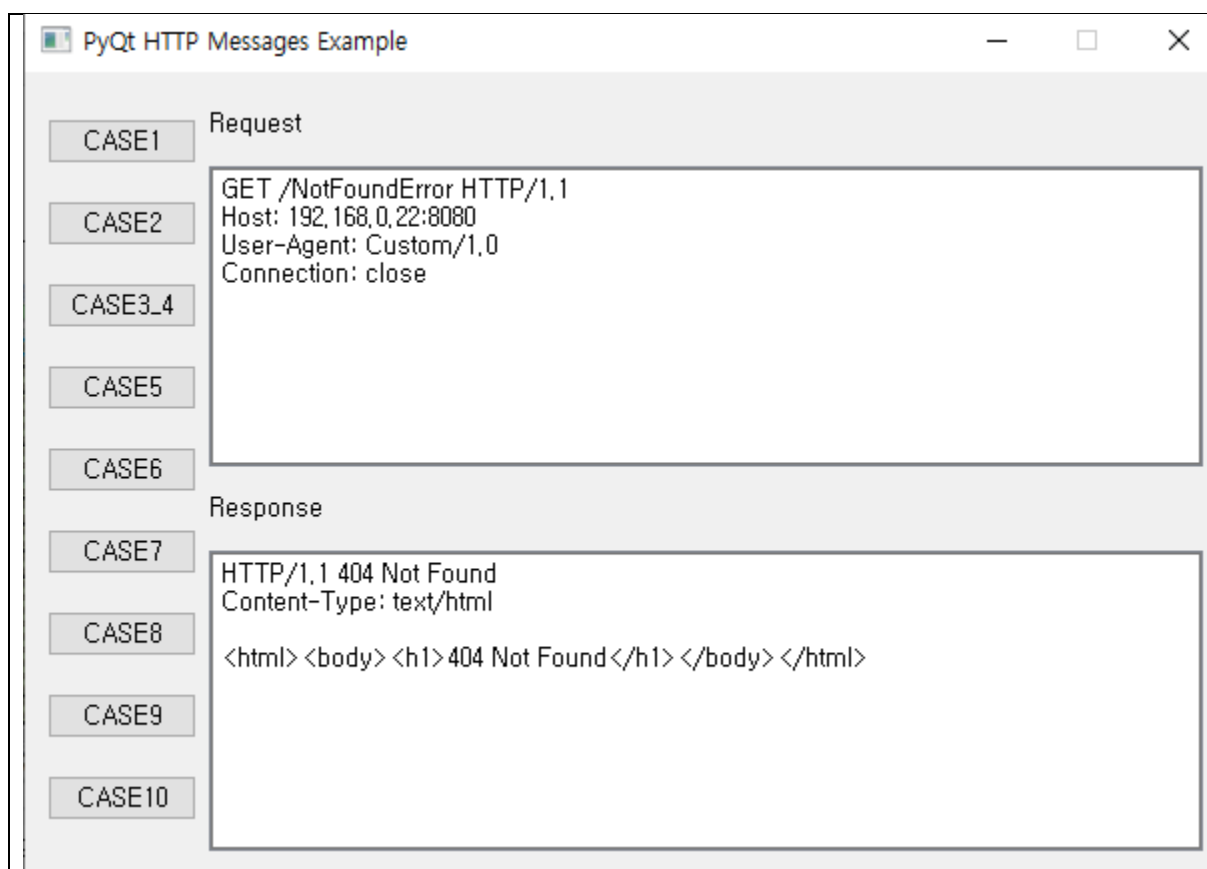 PyQt HTTP Messages Example
CASE1
CASE2
CASE3_4
CASE5
CASE6
CASE7
CASE8
CASE9
CASE10
Request
GET /NotFoundError HTTP/1.1
Host: 192.168.0.22:8080
User-Agent: Custom/1.0
Connection: close
Response
HTTP/1.1 404 Not Found
Content-Type: text/html
<html><body><h1>404 Not Found</h1></body></html>